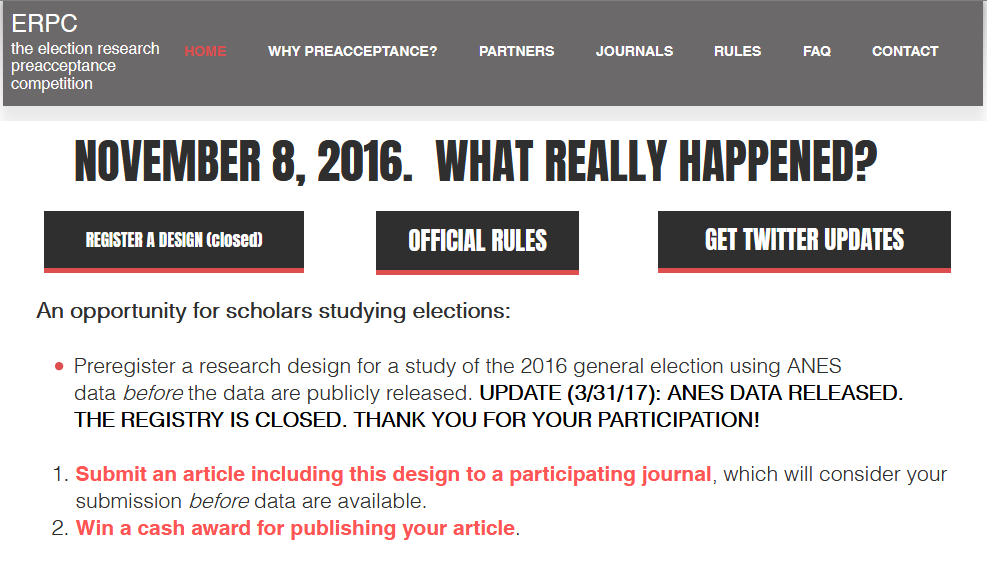 ERPC
the election research
preacceptance
competition
HOME WHY PREACCEPTANCE? PARTNERS JOURNALS RULES FAQ CONTACT
NOVEMBER 8, 2016. WHAT REALLY HAPPENED?
REGISTER A DESIGN (closed) OFFICIAL RULES GET TWITTER UPDATES
An opportunity for scholars studying elections:
• Preregister a research design for a study of the 2016 general election using ANES
data before the data are publicly released. UPDATE (3/31/17): ANES DATA RELEASED.
THE REGISTRY IS CLOSED. THANK YOU FOR YOUR PARTICIPATION!
1. Submit an article including this design to a participating journal, which will consider your
submission before data are available.
2. Win a cash award for publishing your article.